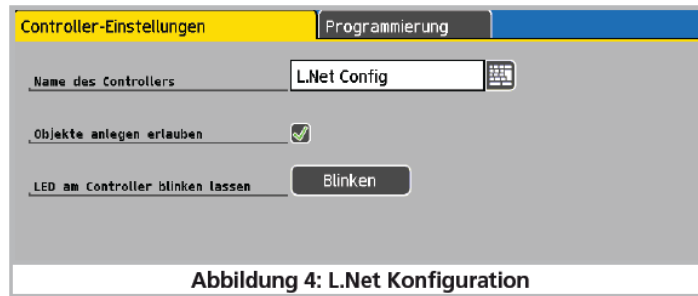 Controller-Einstellungen Programmierung
Name des Controllers L.Net Config
Objekte anlegen erlauben
LED am Controller blinken lassen Blinken
Abbildung 4: L.Net Konfiguration